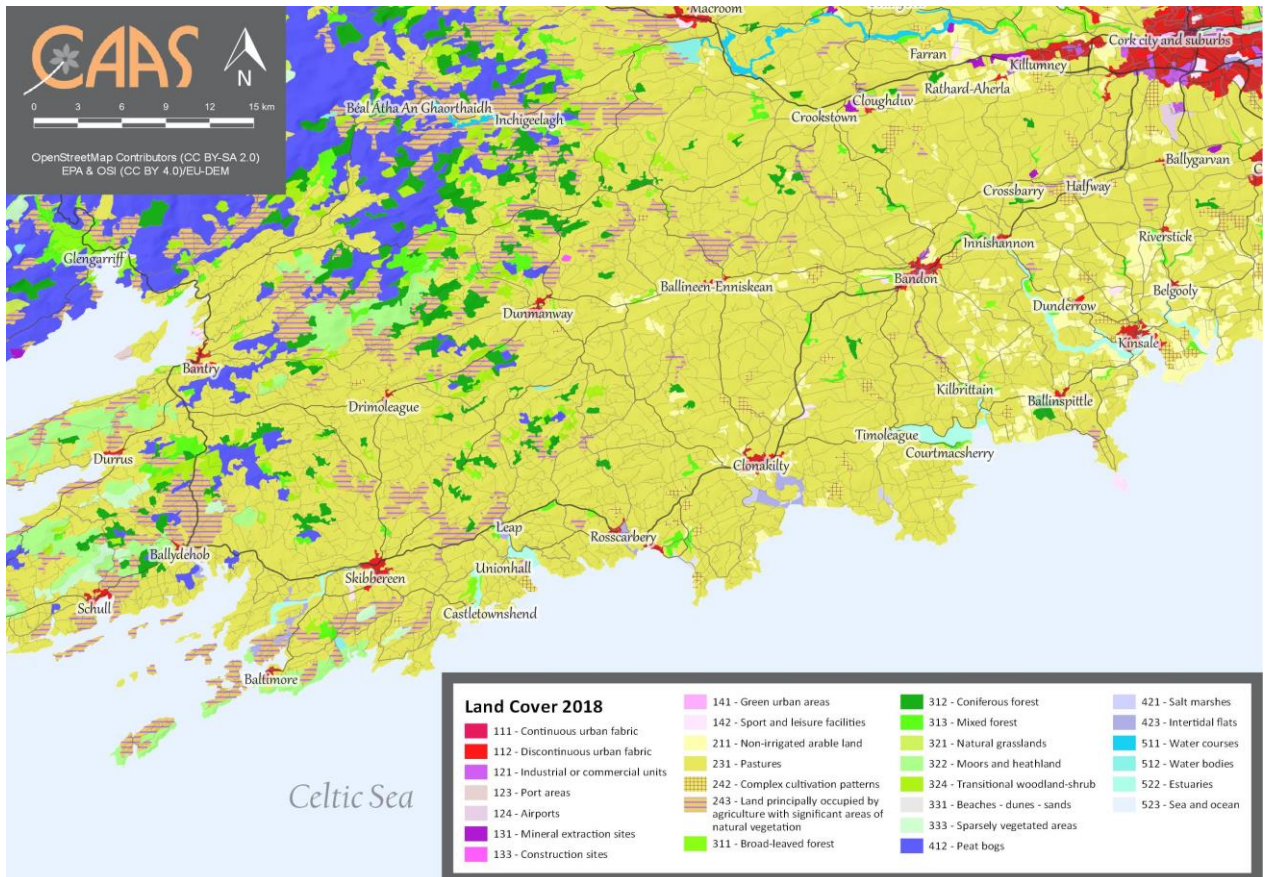 CAAS
N
0 3 6 9 12 15 km
OpenStreetMap Contributors (CC BY-SA 2.0)
EPA & OSI (CC BY 4.0)/EU-DEM
Macroom
Cork city and suburbs
Farran
Killumney
Rathard-Aherla
Cloughduv
Crookstown
Béal Átha An Ghaorthaidh
Inchigeelagh
Ballygarvan
Crossbarry
Halfway
Innishannon
Riverstick
Glengarriff
Bandon
Ballineen-Enniskean
Belgooly
Dunderrow
Dunmanway
Kinsale
Bantry
Kilbrittain
Ballinspittle
Drimoleague
Timoleague
Courtmacsherry
Durrus
Clonakilty
Leap
Rosscarbery
Ballydehob
Unionhall
Skibbereen
Castletownshend
Schull
Baltimore
Celtic Sea
Land Cover 2018
111 - Continuous urban fabric
112 - Discontinuous urban fabric
121 - Industrial or commercial units
123 - Port areas
124 - Airports
131 - Mineral extraction sites
133 - Construction sites
141 - Green urban areas
142 - Sport and leisure facilities
211 - Non-irrigated arable land
231 - Pastures
242 - Complex cultivation patterns
243 - Land principally occupied by
agriculture with significant areas of
natural vegetation
311 - Broad-leaved forest
312 - Coniferous forest
313 - Mixed forest
321 - Natural grasslands
322 - Moors and heathland
324 - Transitional woodland-shrub
331 - Beaches - dunes - sands
333 - Sparsely vegetated areas
412 - Peat bogs
421 - Salt marshes
423 - Intertidal flats
511 - Water courses
512 - Water bodies
522 - Estuaries
523 - Sea and ocean